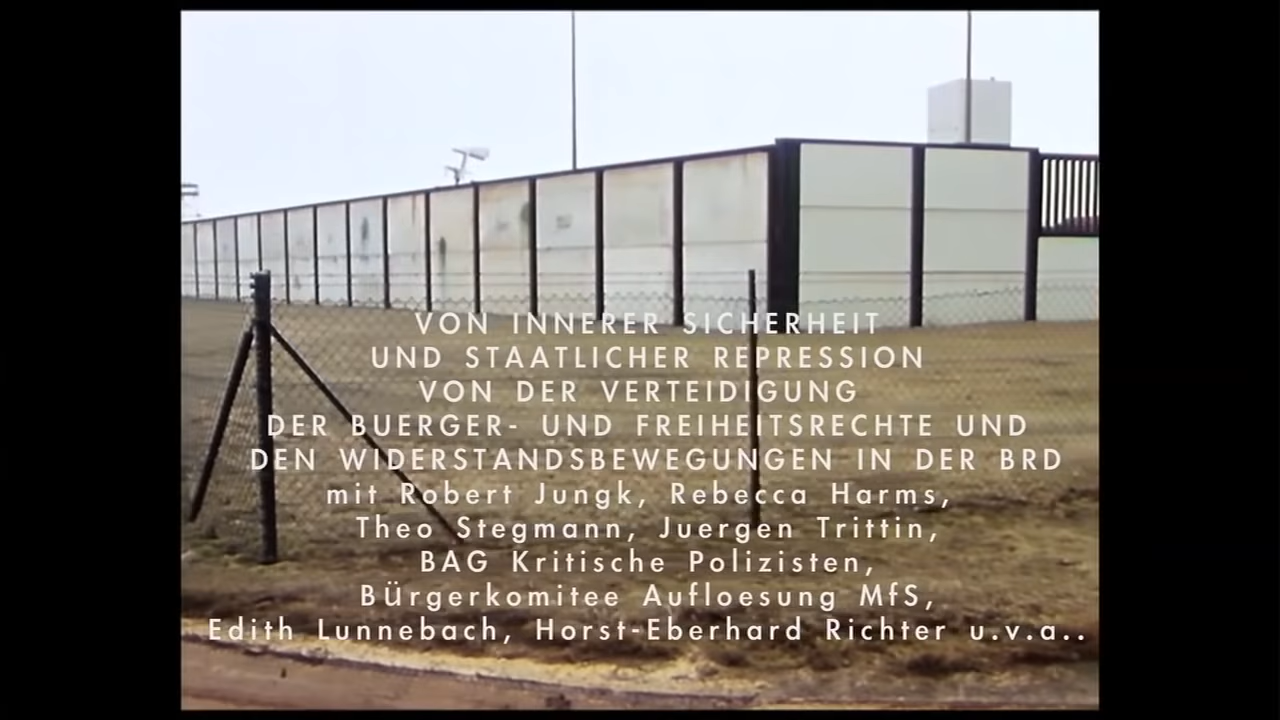 VON INNERER SICHERHEIT
UND STAATLICHER REPRESSION
VON DER VERTEIDIGUNG
DER BUERGER- UND FREIHEITSRECHTE UND
DEN WIDERSTANDSBEWEGUNGEN IN DER BRD
mit Robert Jungk, Rebecca Harms,
Theo Stegmann, Juergen Trittin,
BAG Kritische Polizisten,
Bürgerkomitee Aufloesung MfS,
Edith Lunnebach, Horst-Eberhard Richter u.v.a..